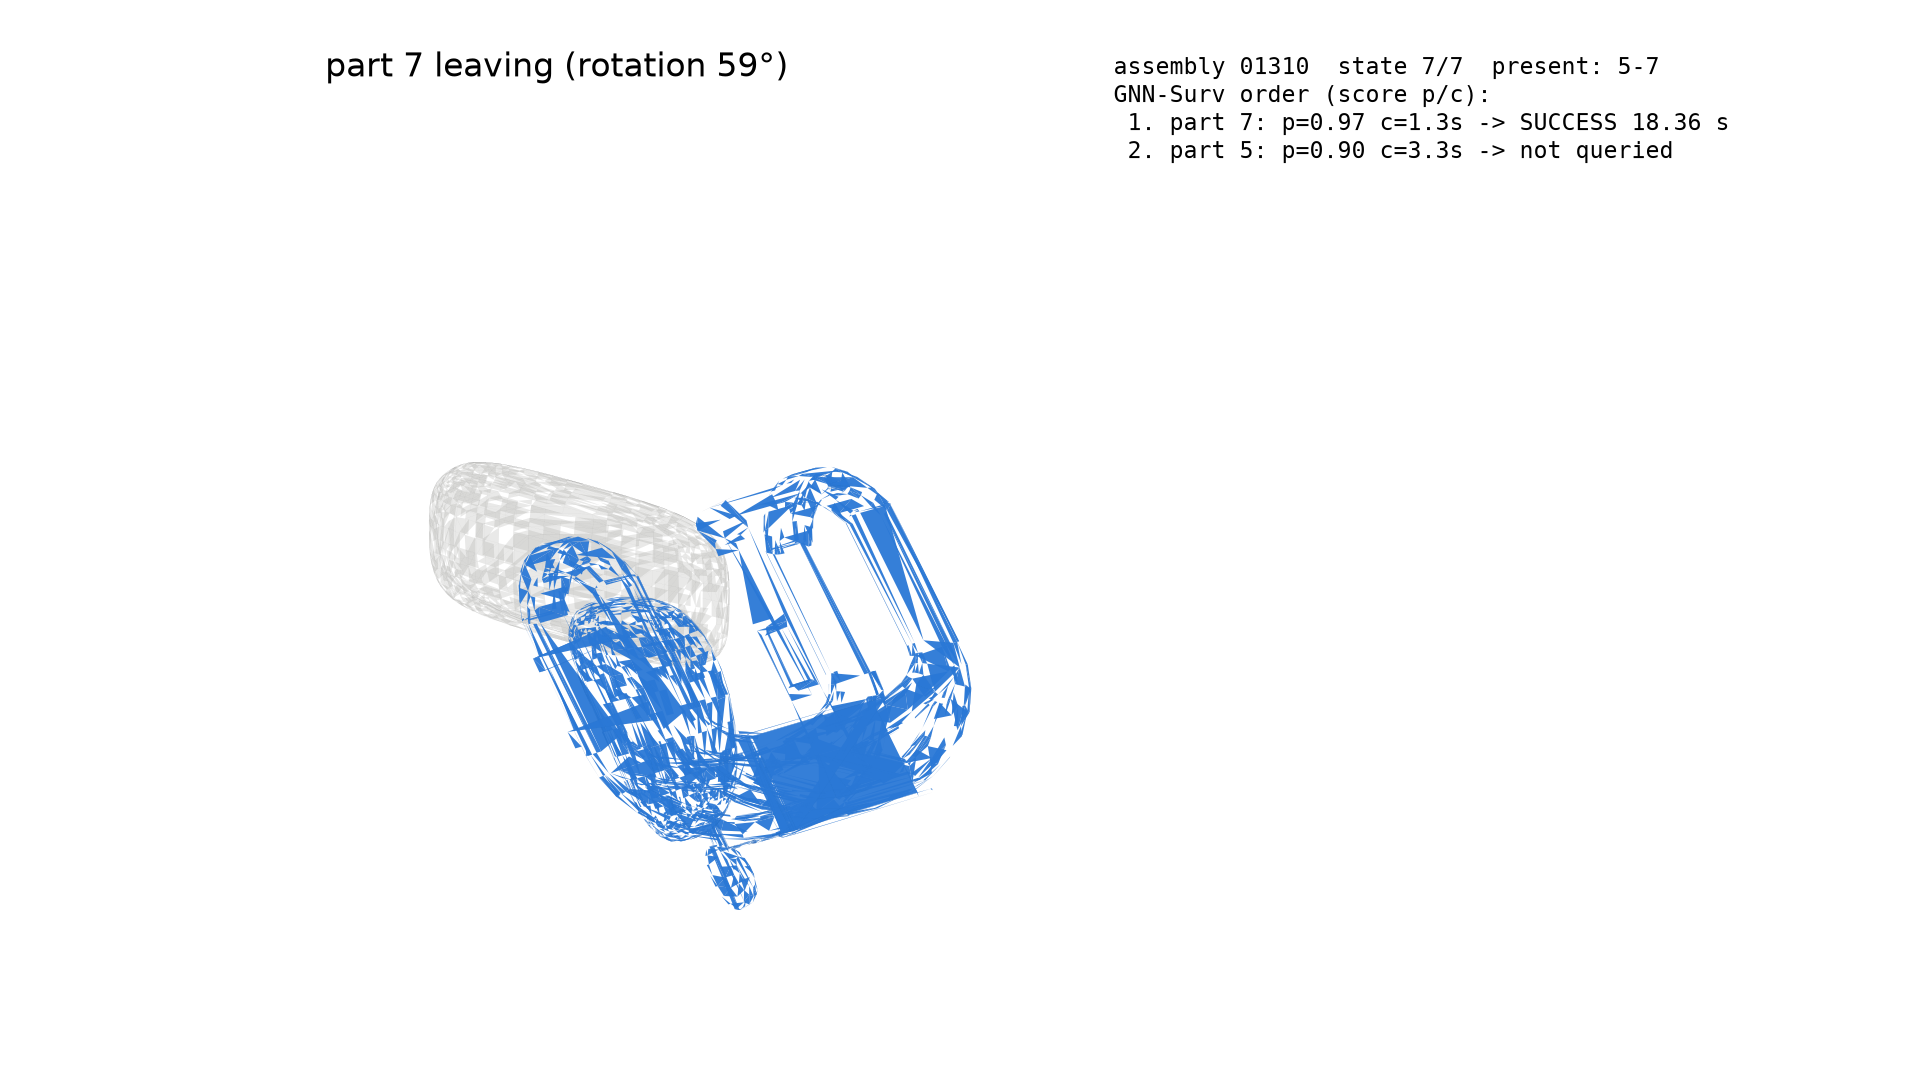 part 7 leaving (rotation 59°)
assembly 01310  state 7/7  present: 5-7
GNN-Surv order (score p/c):
1. part 7: p=0.97 c=1.3s -> SUCCESS 18.36 s
2. part 5: p=0.90 c=3.3s -> not queried